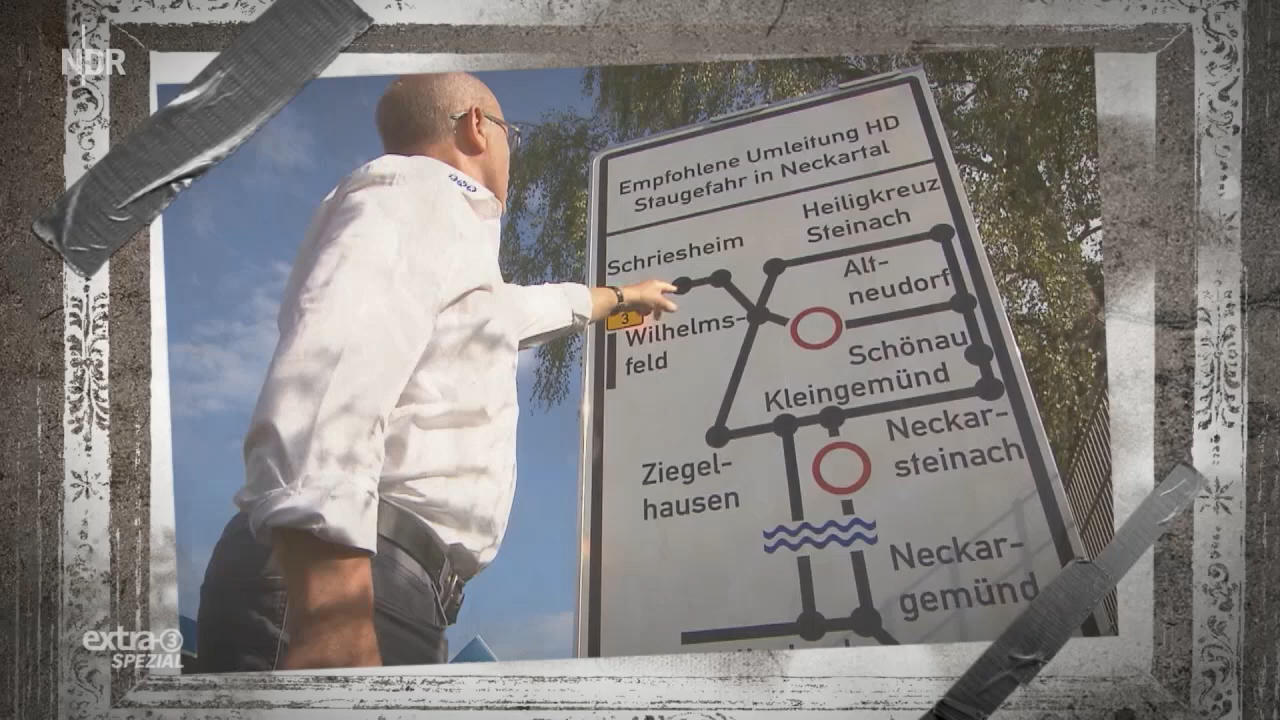 NDR
Empfohlene Umleitung HD
Staugefahr in Neckartal
Heiligkreuz
Steinach
Schriesheim
Alt-
neudorf
3
Wilhelms-
feld
Schönau
Kleingemünd
Neckar-
steinach
Ziegel-
hausen
Neckar-
gemünd
extra 3
SPEZIAL